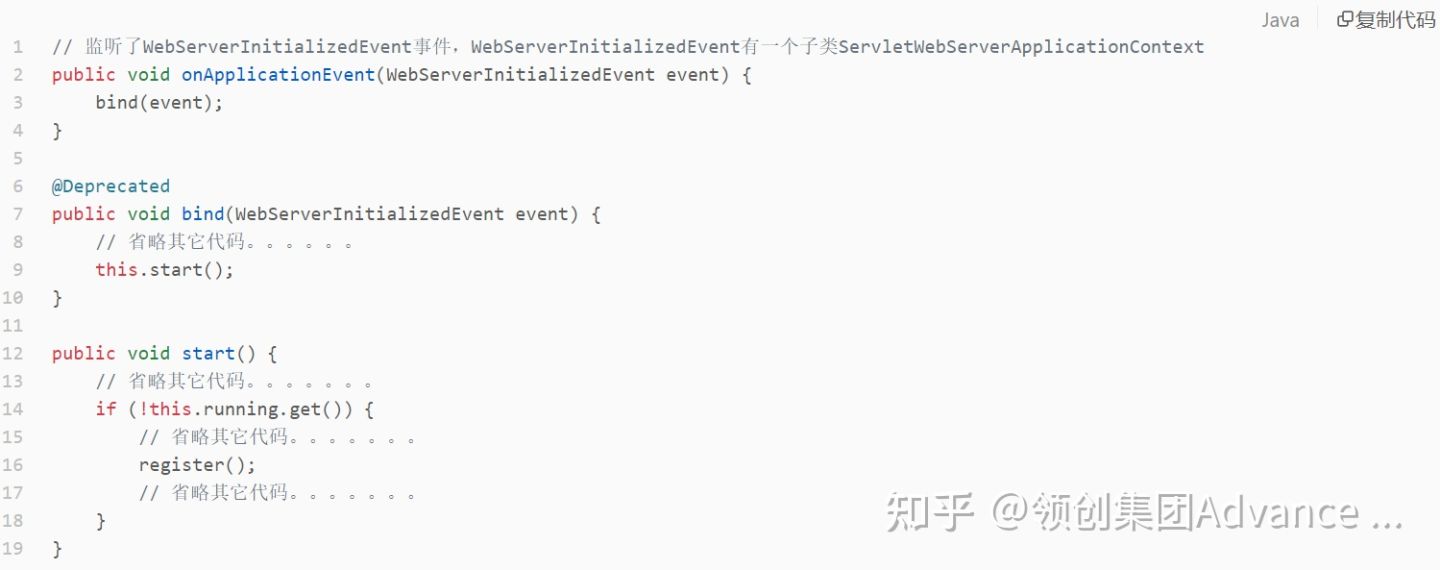 Java 复制代码
1 // 监听了WebServerInitializedEvent事件，WebServerInitializedEvent有一个子类ServletWebServerApplicationContext
2 public void onApplicationEvent(WebServerInitializedEvent event) {
3     bind(event);
4 }
5
6 @Deprecated
7 public void bind(WebServerInitializedEvent event) {
8     // 省略其它代码。。。。。。
9     this.start();
10 }
11
12 public void start() {
13     // 省略其它代码。。。。。。。
14     if (!this.running.get()) {
15         // 省略其它代码。。。。。。。
16         register();
17         // 省略其它代码。。。。。。。
18     }
19 }
知乎 @领创集团Advance ...